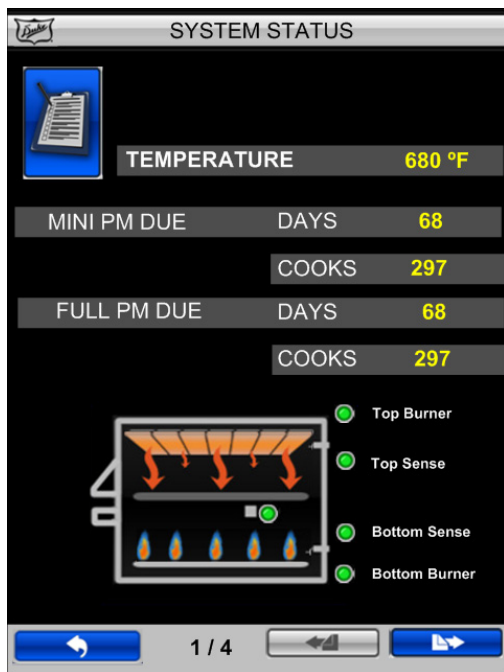 Duke
SYSTEM STATUS
TEMPERATURE 680 ºF
MINI PM DUE DAYS 68
COOKS 297
FULL PM DUE DAYS 68
COOKS 297
Top Burner
Top Sense
Bottom Sense
Bottom Burner
1 / 4